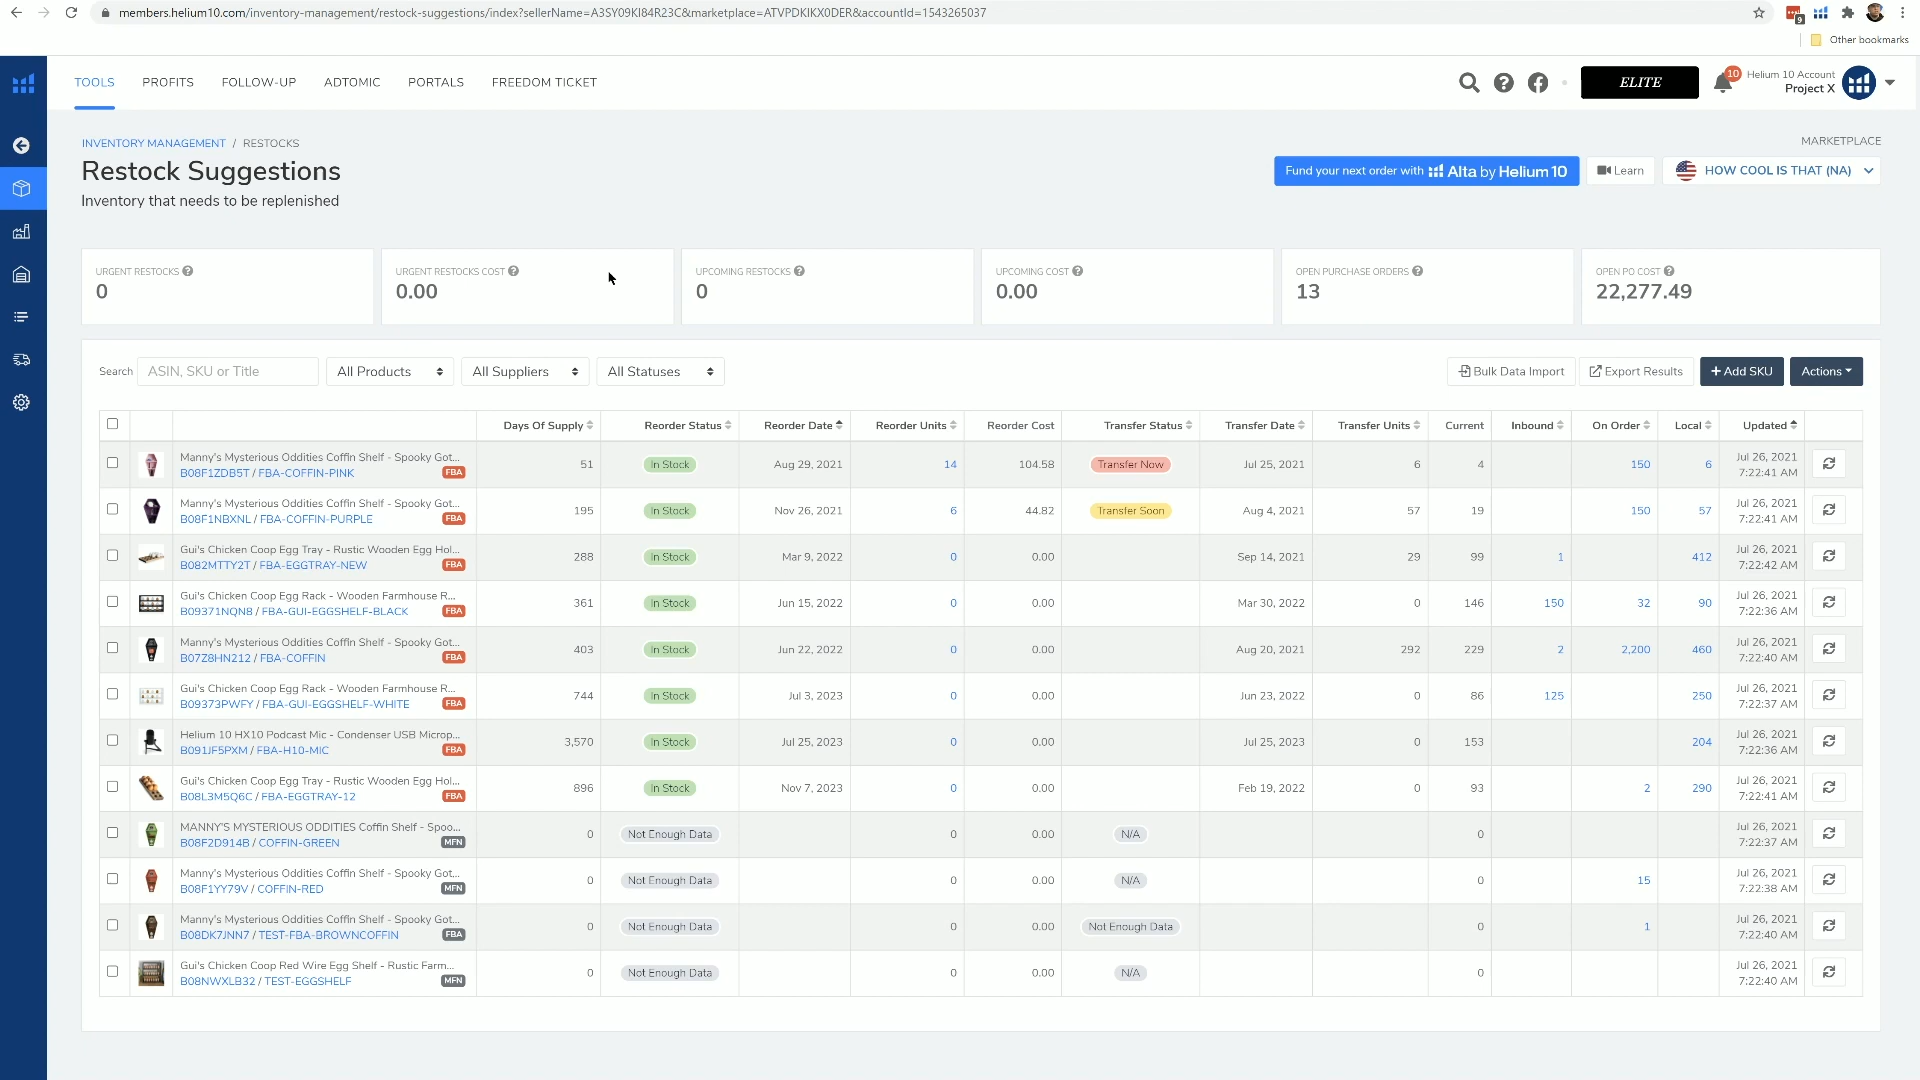 members.helium10.com/inventory-management/restock-suggestions/index?sellerName=A3SY09KI84R23C&marketplace=ATVPDKIKX0DER&accountId=1543265037
9
Other bookmarks
TOOLS PROFITS FOLLOW-UP ADTOMIC PORTALS FREEDOM TICKET
ELITE
10
Helium 10 Account
Project X
INVENTORY MANAGEMENT / RESTOCKS
MARKETPLACE
Restock Suggestions
Fund your next order with Alta by Helium 10
Learn
HOW COOL IS THAT (NA)
Inventory that needs to be replenished
URGENT RESTOCKS ? URGENT RESTOCKS COST ? UPCOMING RESTOCKS ? UPCOMING COST ? OPEN PURCHASE ORDERS ? OPEN PO COST ?
0 0.00 0 0.00 13 22,277.49
Search ASIN, SKU or Title All Products All Suppliers All Statuses Bulk Data Import Export Results + Add SKU Actions
Days Of Supply Reorder Status Reorder Date Reorder Units Reorder Cost Transfer Status Transfer Date Transfer Units Current Inbound On Order Local Updated
Manny's Mysterious Oddities Coffin Shelf - Spooky Got...
B08F1ZDB5T / FBA-COFFIN-PINK FBA
51 In Stock Aug 29, 2021 14 104.58 Transfer Now Jul 25, 2021 6 4 150 6
Jul 26, 2021
7:22:41 AM
Manny's Mysterious Oddities Coffin Shelf - Spooky Got...
B08F1NBXNL / FBA-COFFIN-PURPLE FBA
195 In Stock Nov 26, 2021 6 44.82 Transfer Soon Aug 4, 2021 57 19 150 57
Jul 26, 2021
7:22:41 AM
Gui's Chicken Coop Egg Tray - Rustic Wooden Egg Hol...
B082MTTY2T / FBA-EGGTRAY-NEW FBA
288 In Stock Mar 9, 2022 0 0.00 Sep 14, 2021 29 99 1 412
Jul 26, 2021
7:22:42 AM
Gui's Chicken Coop Egg Rack - Wooden Farmhouse R...
B09371NQN8 / FBA-GUI-EGGSHELF-BLACK FBA
361 In Stock Jun 15, 2022 0 0.00 Mar 30, 2022 0 146 150 32 90
Jul 26, 2021
7:22:36 AM
Manny's Mysterious Oddities Coffin Shelf - Spooky Got...
B07Z8HN212 / FBA-COFFIN FBA
403 In Stock Jun 22, 2022 0 0.00 Aug 20, 2021 292 229 2 2,200 460
Jul 26, 2021
7:22:40 AM
Gui's Chicken Coop Egg Rack - Wooden Farmhouse R...
B09373PWFY / FBA-GUI-EGGSHELF-WHITE FBA
744 In Stock Jul 3, 2023 0 0.00 Jun 23, 2022 0 86 125 250
Jul 26, 2021
7:22:37 AM
Helium 10 HX10 Podcast Mic - Condenser USB Microp...
B091JF5PXM / FBA-H10-MIC FBA
3,570 In Stock Jul 25, 2023 0 0.00 Jul 25, 2023 0 153 204
Jul 26, 2021
7:22:36 AM
Gui's Chicken Coop Egg Tray - Rustic Wooden Egg Hol...
B08L3M5Q6C / FBA-EGGTRAY-12 FBA
896 In Stock Nov 7, 2023 0 0.00 Feb 19, 2022 0 93 2 290
Jul 26, 2021
7:22:41 AM
MANNY'S MYSTERIOUS ODDITIES Coffin Shelf - Spoo...
B08F2D914B / COFFIN-GREEN MFN
0 Not Enough Data 0 0.00 N/A 0
Jul 26, 2021
7:22:37 AM
Manny's Mysterious Oddities Coffin Shelf - Spooky Got...
B08F1YY79V / COFFIN-RED MFN
0 Not Enough Data 0 0.00 N/A 0 15
Jul 26, 2021
7:22:38 AM
Manny's Mysterious Oddities Coffin Shelf - Spooky Got...
B08DK7JNN7 / TEST-FBA-BROWNCOFFIN FBA
0 Not Enough Data 0 0.00 Not Enough Data 0 1
Jul 26, 2021
7:22:40 AM
Gui's Chicken Coop Red Wire Egg Shelf - Rustic Farm...
B08NWXLB32 / TEST-EGGSHELF MFN
0 Not Enough Data 0 0.00 N/A 0
Jul 26, 2021
7:22:40 AM